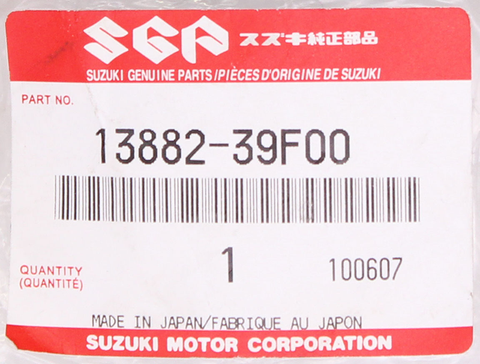 SGP スズキ純正部品
SUZUKI GENUINE PARTS/PIÈCES D'ORIGINE DE SUZUKI
PART NO.
13882-39F00
QUANTITY
(QUANTITÉ)
1
100607
MADE IN JAPAN/FABRIQUE AU JAPON
SUZUKI MOTOR CORPORATION